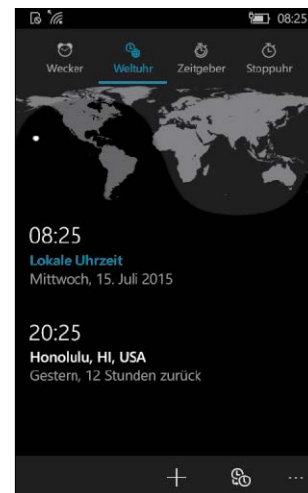 08:25
Wecker Weltuhr Zeitgeber Stoppuhr
08:25
Lokale Uhrzeit
Mittwoch, 15. Juli 2015
20:25
Honolulu, HI, USA
Gestern, 12 Stunden zurück